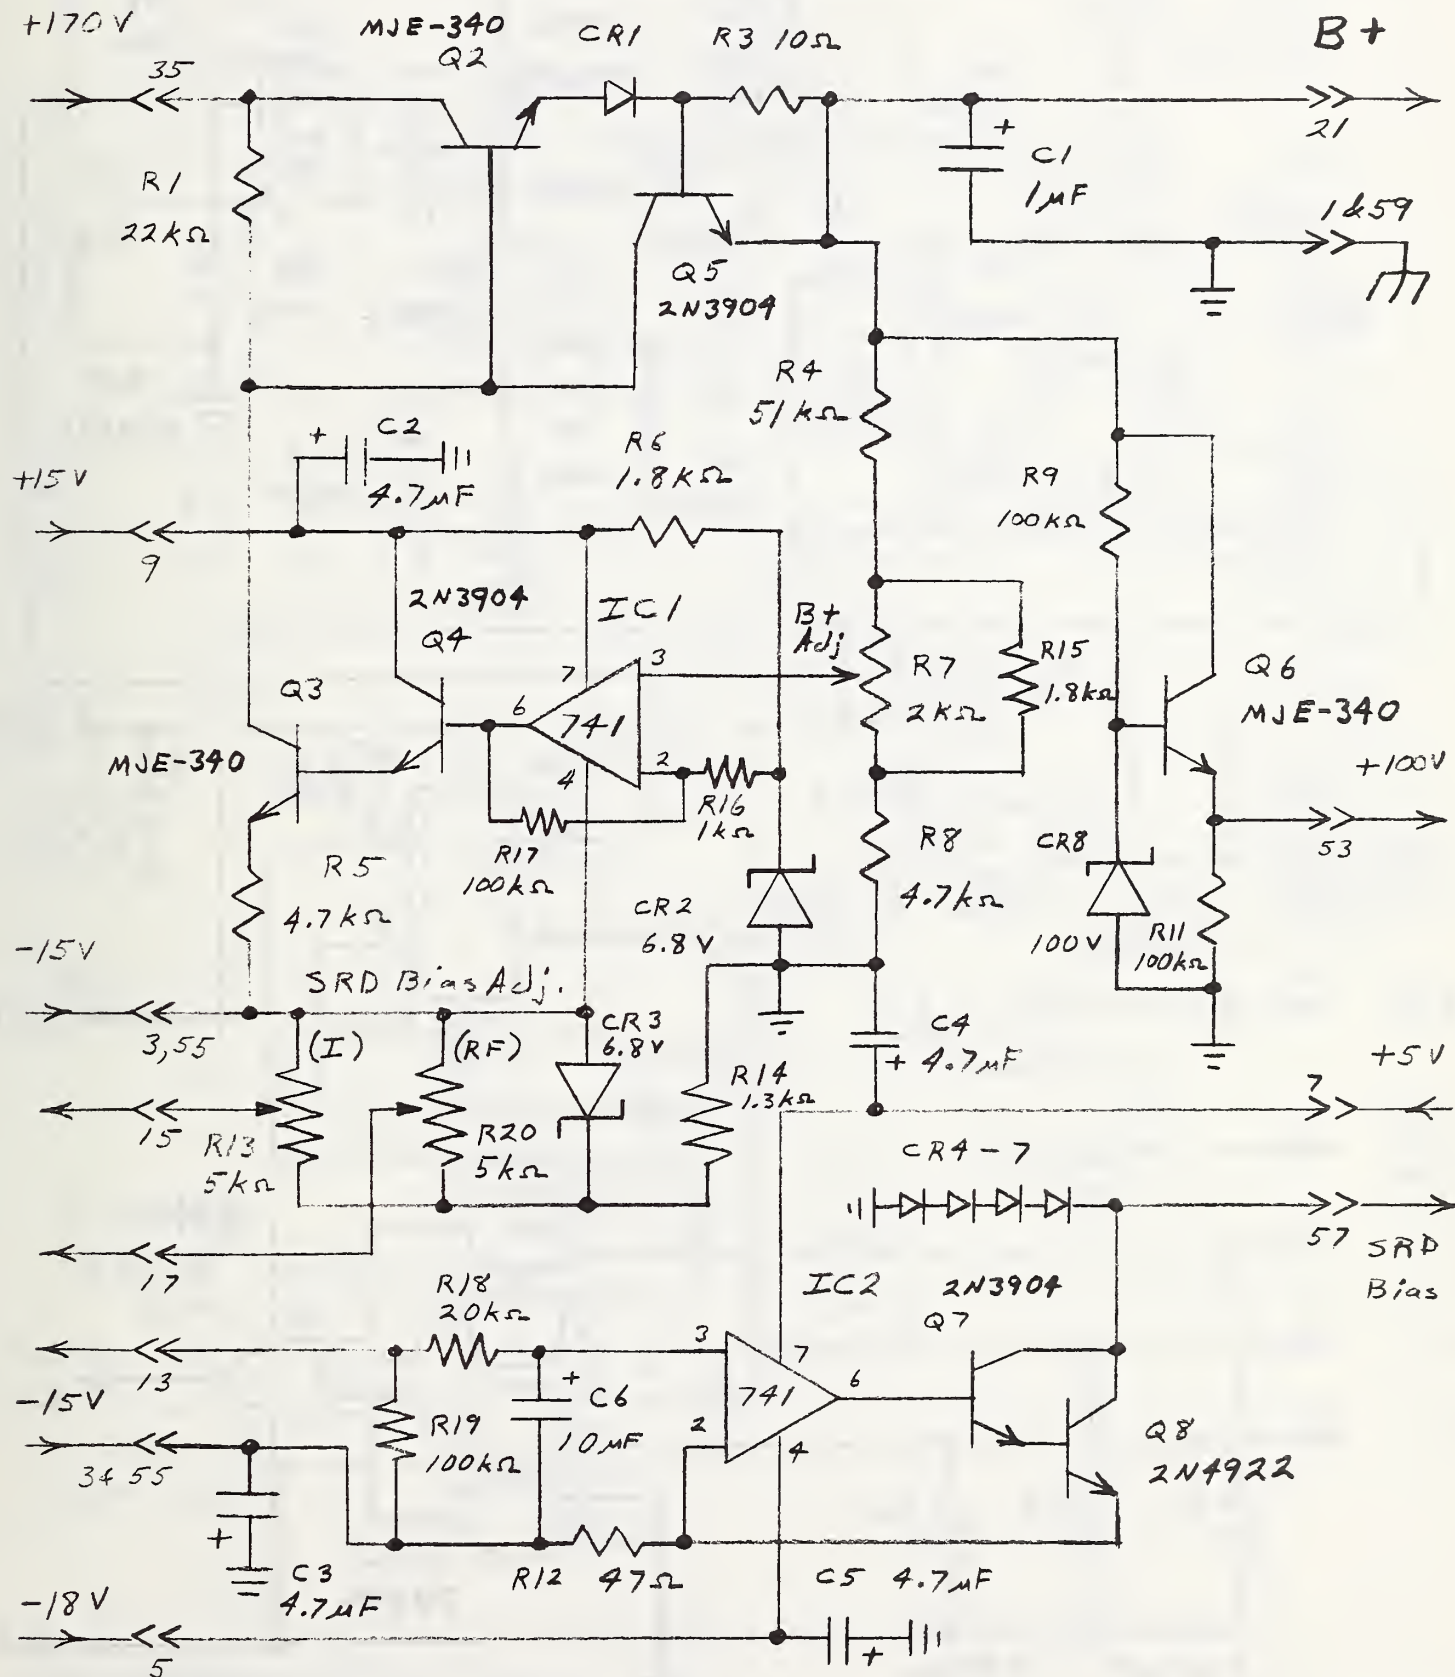 +170V
MJE-340
Q2
CR1
R3 10Ω
B+
35
21
R1
22kΩ
C1
1μF
+
1&59
Q5
2N3904
R4
51kΩ
+
C2
4.7μF
R6
1.8kΩ
+15V
9
R9
100kΩ
2N3904
Q4
IC1
B+
Adj
R7
2kΩ
R15
1.8kΩ
Q6
MJE-340
Q3
MJE-340
7
3
6
741
4
2
R16
1kΩ
R17
100kΩ
+100V
53
R5
4.7kΩ
CR2
6.8V
R8
4.7kΩ
CR8
100V
R11
100kΩ
-15V
SRD Bias Adj.
3,55
(I)
(RF)
CR3
6.8V
C4
+ 4.7μF
+5V
7
R14
1.3kΩ
15
R13
5kΩ
R20
5kΩ
CR4-7
57
SRD
Bias
17
R18
20kΩ
IC2
2N3904
Q7
13
3
7
+
C6
10μF
741
6
2
4
-15V
3&55
R19
100kΩ
Q8
2N4922
+
C3
4.7μF
R12 47Ω
C5 4.7μF
+
-18V
5